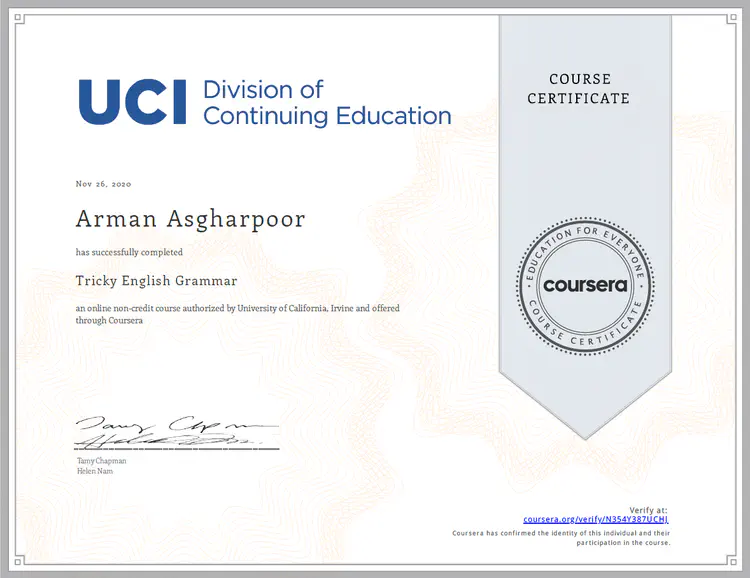 UCI
Division of
Continuing Education
COURSE
CERTIFICATE
Nov 26, 2020
Arman Asgharpoor
has successfully completed
Tricky English Grammar
an online non-credit course authorized by University of California, Irvine and offered
through Coursera
EDUCATION FOR EVERYONE
coursera
COURSE CERTIFICATE
Tamy Chapman
Helen Nam
Verify at:
coursera.org/verify/N354Y387UCHJ
Coursera has confirmed the identity of this individual and their
participation in the course.